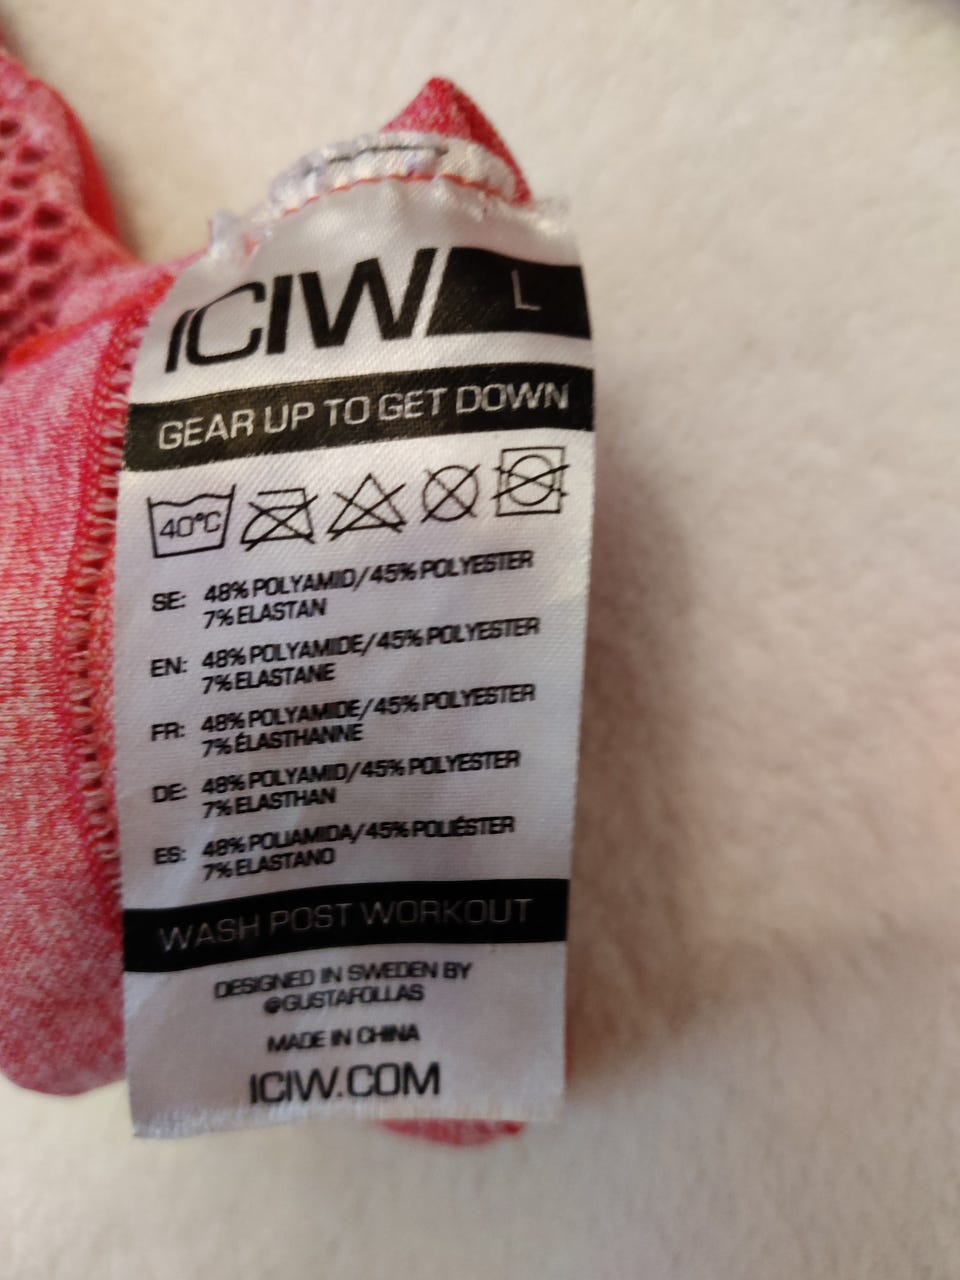 ICIW L
GEAR UP TO GET DOWN
40°C
SE: 48% POLYAMID/45% POLYESTER
7% ELASTAN
EN: 48% POLYAMIDE/45% POLYESTER
7% ELASTANE
FR: 48% POLYAMIDE/45% POLYESTER
7% ÉLASTHANNE
DE: 48% POLYAMID/45% POLYESTER
7% ELASTHAN
ES: 48% POLIAMIDA/45% POLIÉSTER
7% ELASTANO
WASH POST WORKOUT
DESIGNED IN SWEDEN BY
@GUSTAFOLLAS
MADE IN CHINA
ICIW.COM